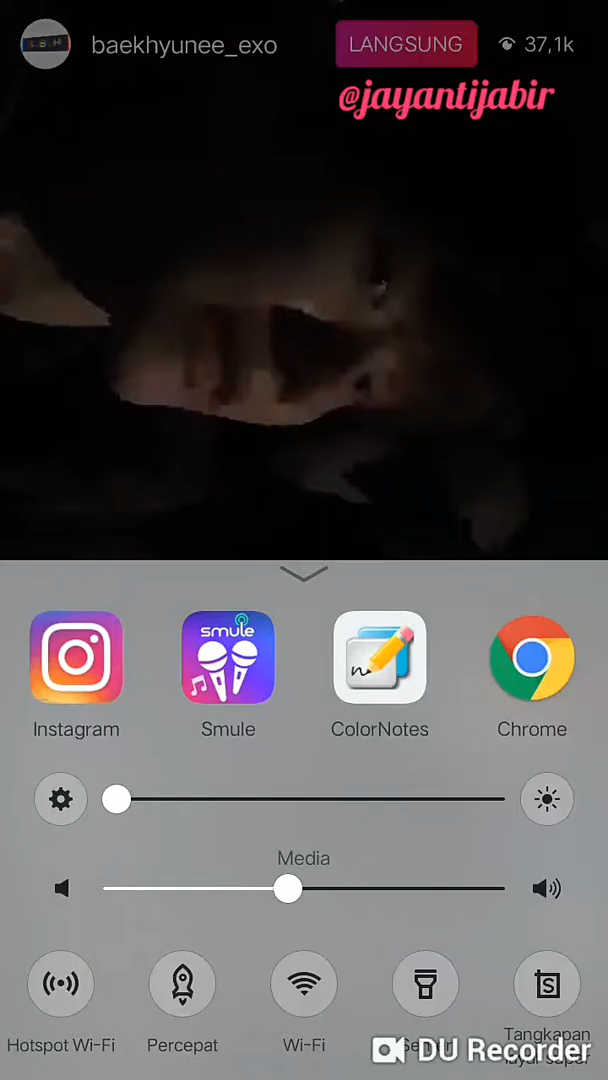 baekhyunee_exo
LANGSUNG
37,1k
@jayantijabir
smule
Instagram
Smule
ColorNotes
Chrome
Media
Hotspot Wi-Fi
Percepat
Wi-Fi
Tangkapan
DU Recorder